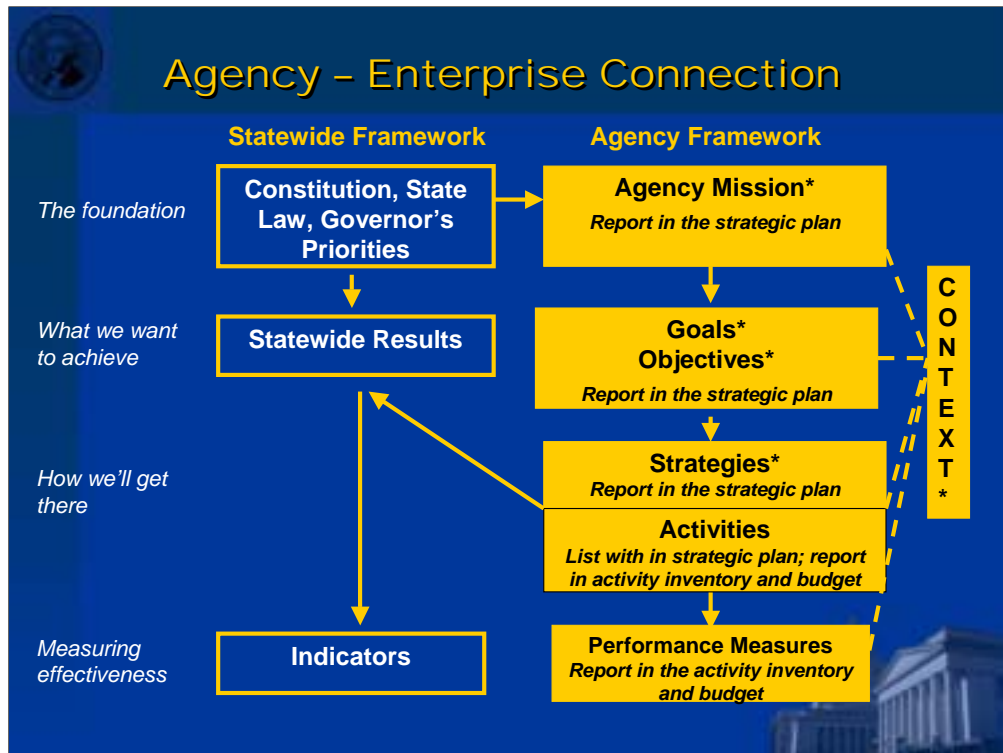 Agency – Enterprise Connection
Statewide Framework
Agency Framework
The foundation
Constitution, State
Law, Governor's
Priorities
Agency Mission*
Report in the strategic plan
What we want
to achieve
Statewide Results
Goals*
Objectives*
Report in the strategic plan
C
O
N
T
E
X
T
*
How we'll get
there
Strategies*
Report in the strategic plan
Activities
List with in strategic plan; report
in activity inventory and budget
Measuring
effectiveness
Indicators
Performance Measures
Report in the activity inventory
and budget